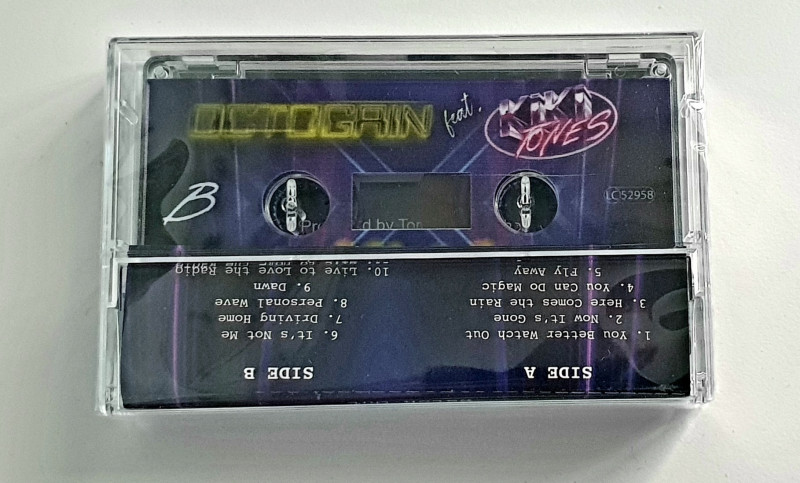 OCTOGRIN feat. KIKI
TONES
B
LC 52958
by
SIDE A
1. You Better Watch Out
2. Now It's Gone
3. Here Comes the Rain
4. You Can Do Magic
5. Fly Away
SIDE B
6. It's Not Me
7. Driving Home
8. Personal Wave
9. Dawn
10. Live to Love the Radio